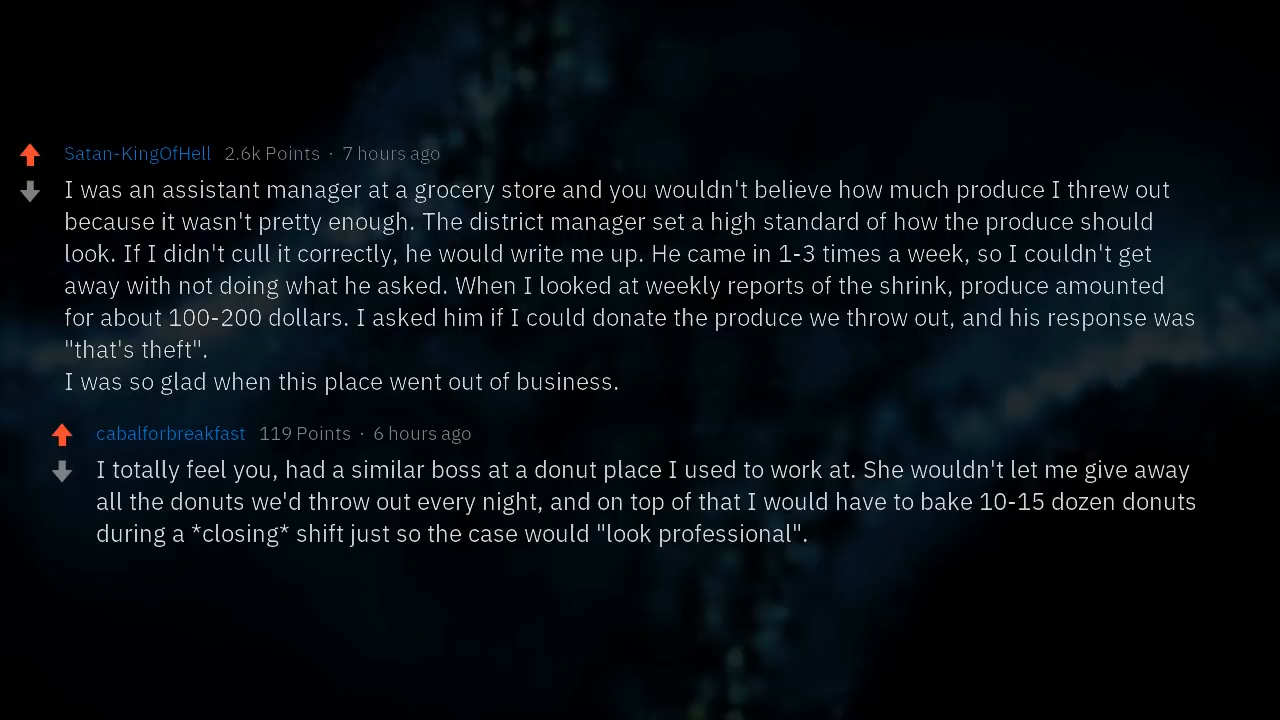 Satan-KingOfHell 2.6k Points · 7 hours ago
I was an assistant manager at a grocery store and you wouldn't believe how much produce I threw out
because it wasn't pretty enough. The district manager set a high standard of how the produce should
look. If I didn't cull it correctly, he would write me up. He came in 1-3 times a week, so I couldn't get
away with not doing what he asked. When I looked at weekly reports of the shrink, produce amounted
for about 100-200 dollars. I asked him if I could donate the produce we throw out, and his response was
"that's theft".
I was so glad when this place went out of business.
cabalforbreakfast 119 Points · 6 hours ago
I totally feel you, had a similar boss at a donut place I used to work at. She wouldn't let me give away
all the donuts we'd throw out every night, and on top of that I would have to bake 10-15 dozen donuts
during a *closing* shift just so the case would "look professional".